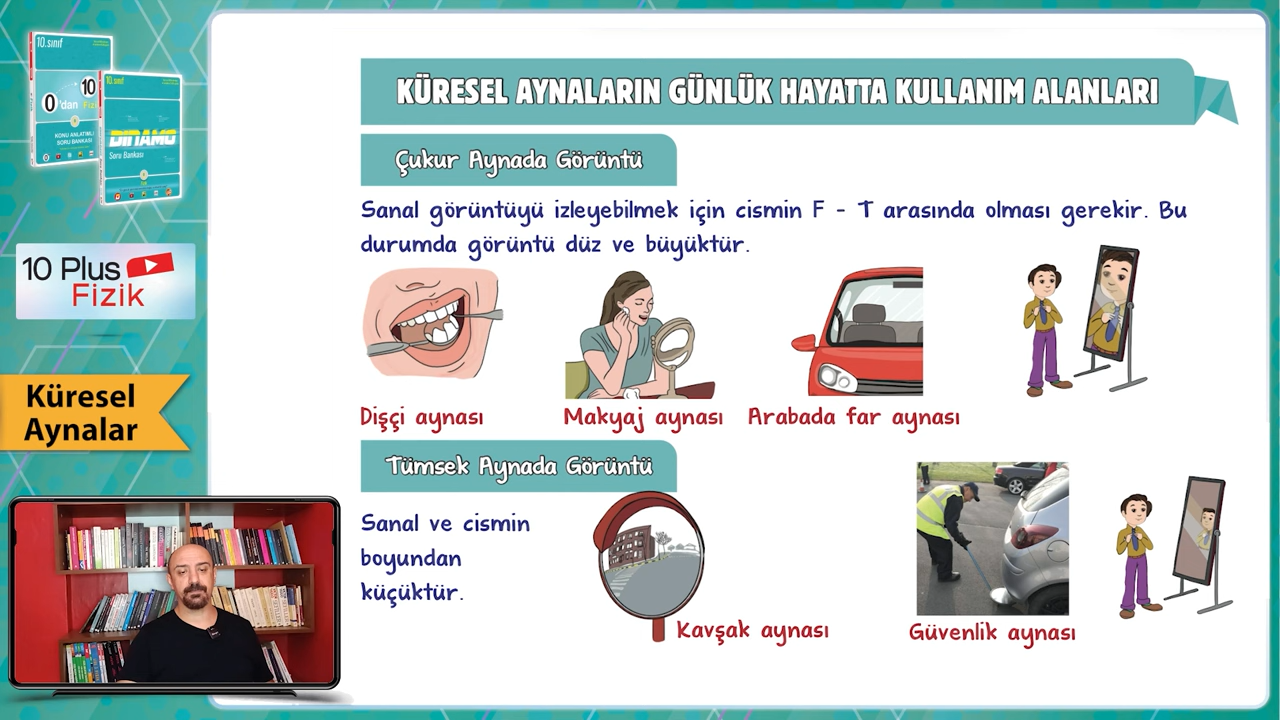 10.sınıf
0'dan 10
Fizik
KONU ANLATIMLI
SORU BANKASI
10.sınıf
DINAMO
Soru Bankası
10 Plus
Fizik
Küresel
Aynalar
KÜRESEL AYNALARIN GÜNLÜK HAYATTA KULLANIM ALANLARI
Çukur Aynada Görüntü
Sanal görüntüyü izleyebilmek için cismin F - T arasında olması gerekir. Bu
durumda görüntü düz ve büyüktür.
Dişçi aynası
Makyaj aynası
Arabada far aynası
Tümsek Aynada Görüntü
Sanal ve cismin
boyundan
küçüktür.
Kavşak aynası
Güvenlik aynası